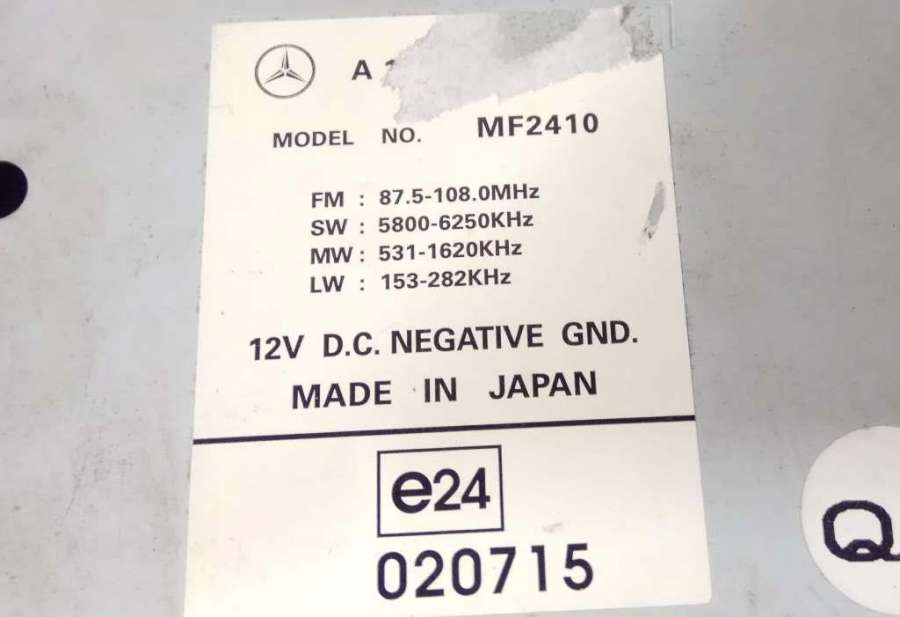 A 1
MODEL NO. MF2410
FM : 87.5-108.0MHz
SW : 5800-6250KHz
MW : 531-1620KHz
LW : 153-282KHz
12V D.C. NEGATIVE GND.
MADE IN JAPAN
e24
020715
Q